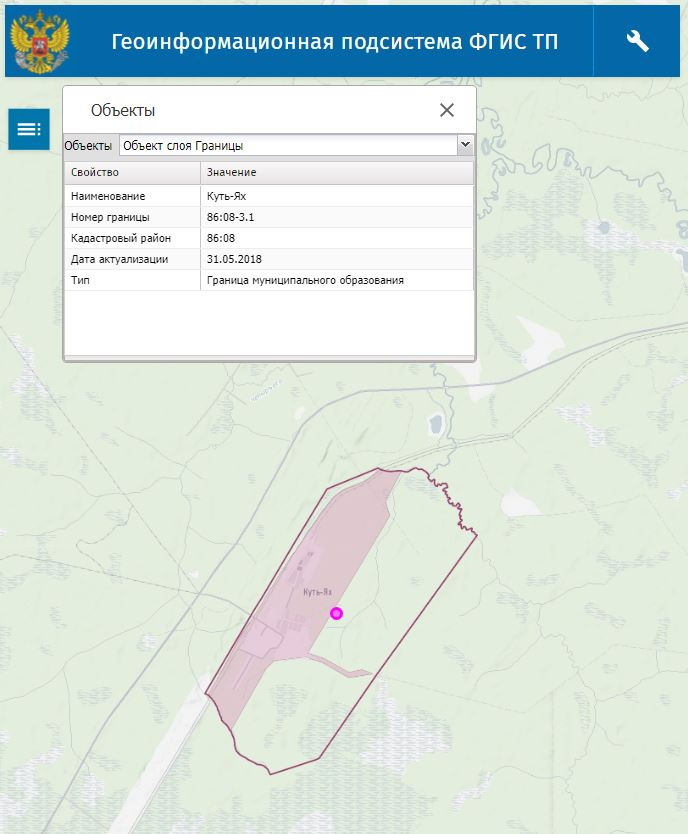 Геоинформационная подсистема ФГИС ТП
Объекты
Объекты Объект слоя Границы
Свойство Значение
Наименование Куть-Ях
Номер границы 86:08-3.1
Кадастровый район 86:08
Дата актуализации 31.05.2018
Тип Граница муниципального образования
Куть-Ях